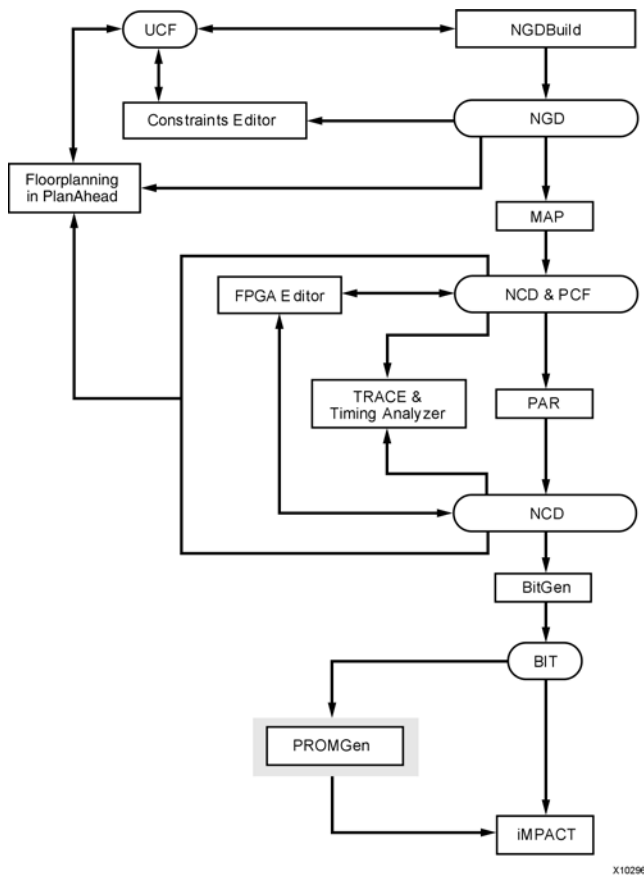 UCF
NGDBuild
Constraints Editor
NGD
Floorplanning
in PlanAhead
MAP
FPGA Editor
NCD & PCF
TRACE &
Timing Analyzer
PAR
NCD
BitGen
BIT
PROMGen
iMPACT
X10296